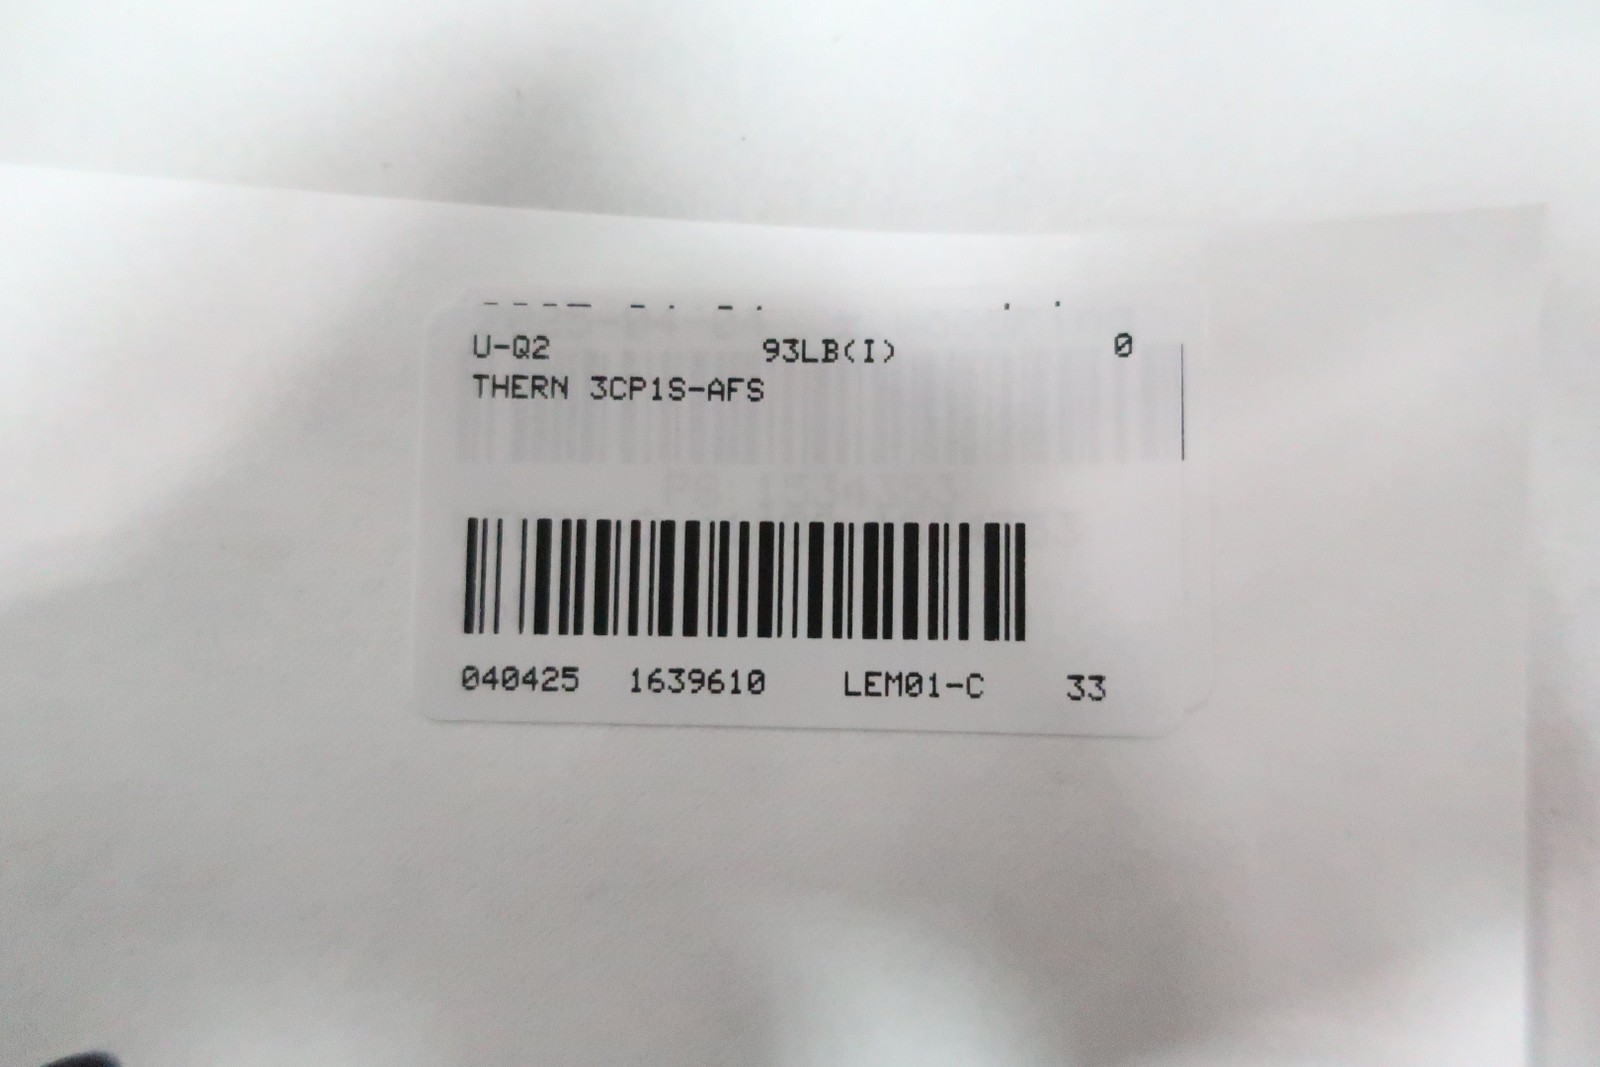 U-Q2 93LB(I) 0
THERN 3CP1S-AFS
040425 1639610 LEM01-C 33